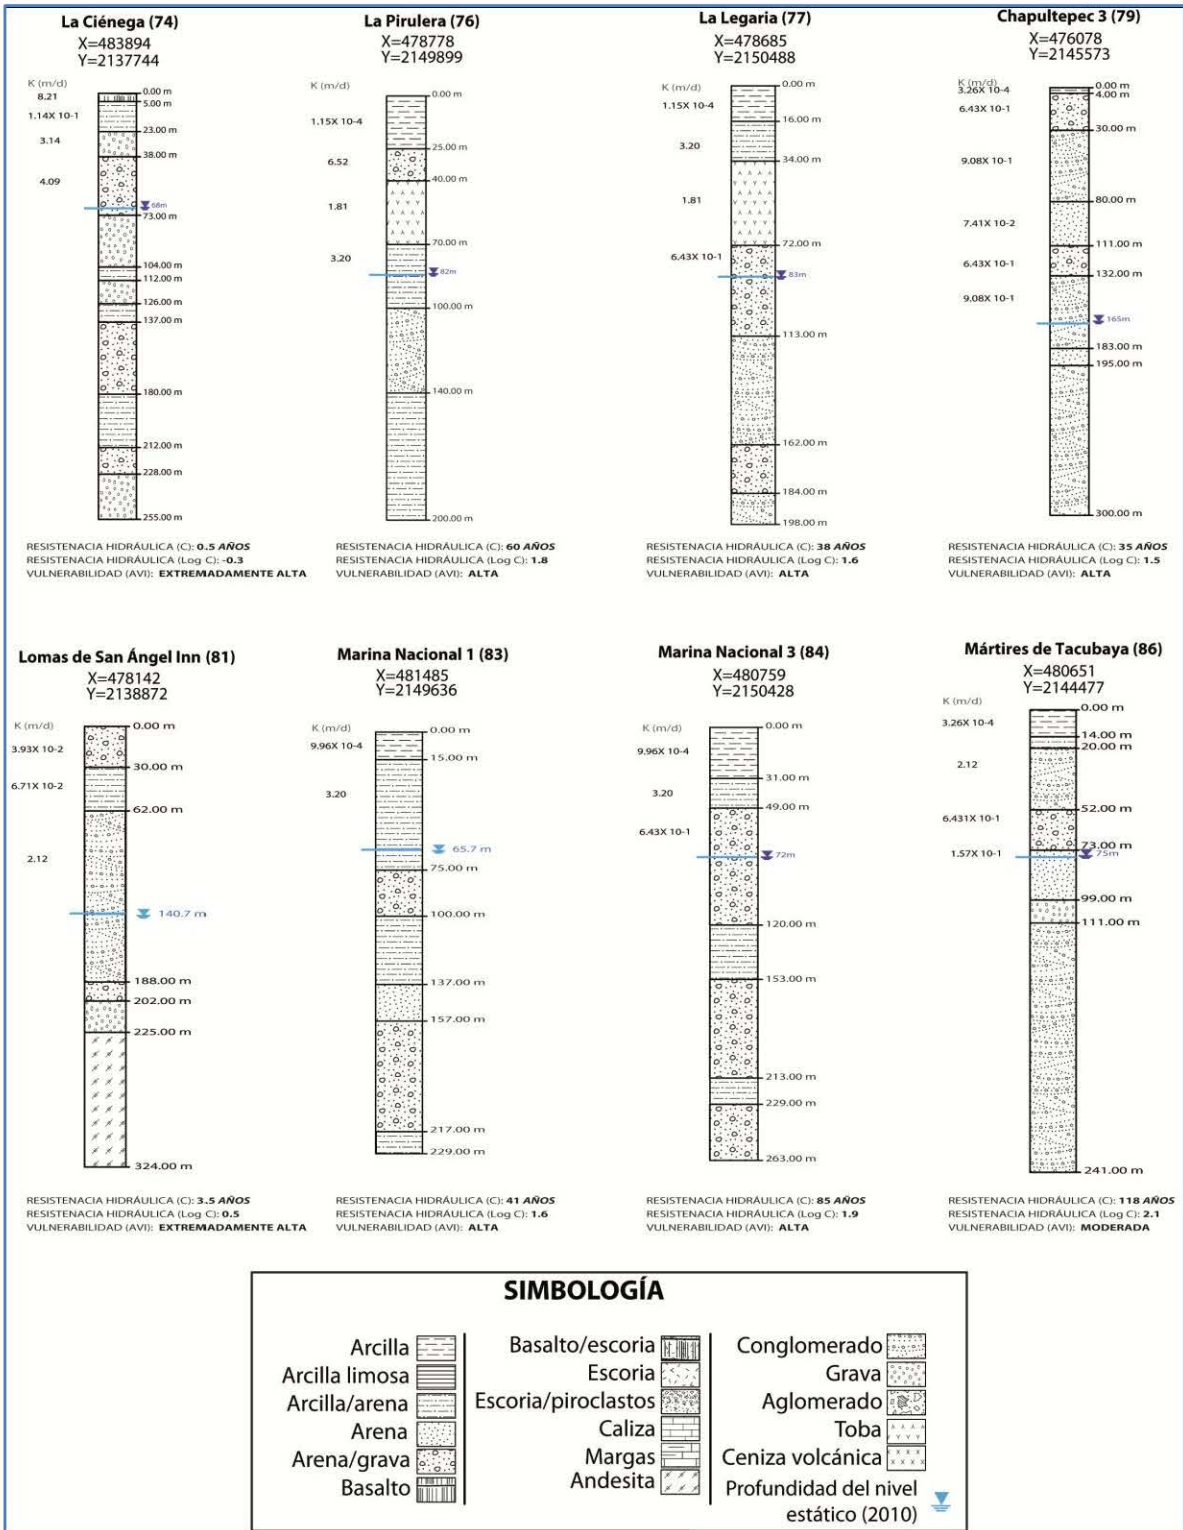 La Ciénega (74)
X=483894
Y=2137744
K (m/d)
8.21
1.14X 10-1
3.14
4.09
0.00 m
5.00 m
23.00 m
38.00 m
68m
73.00 m
104.00 m
112.00 m
126.00 m
137.00 m
180.00 m
212.00 m
228.00 m
255.00 m
RESISTENACIA HIDRÁULICA (C): 0.5 AÑOS
RESISTENACIA HIDRÁULICA (Log C): -0.3
VULNERABILIDAD (AVI): EXTREMADAMENTE ALTA
La Pirulera (76)
X=478778
Y=2149899
K (m/d)
1.15X 10-4
6.52
1.81
3.20
0.00 m
25.00 m
40.00 m
70.00 m
82m
100.00 m
140.00 m
200.00 m
RESISTENACIA HIDRÁULICA (C): 60 AÑOS
RESISTENACIA HIDRÁULICA (Log C): 1.8
VULNERABILIDAD (AVI): ALTA
La Legaria (77)
X=478685
Y=2150488
K (m/d)
1.15X 10-4
3.20
1.81
6.43X 10-1
0.00 m
16.00 m
34.00 m
72.00 m
83m
113.00 m
162.00 m
184.00 m
198.00 m
RESISTENACIA HIDRÁULICA (C): 38 AÑOS
RESISTENACIA HIDRÁULICA (Log C): 1.6
VULNERABILIDAD (AVI): ALTA
Chapultepec 3 (79)
X=476078
Y=2145573
K (m/d)
3.26X 10-4
6.43X 10-1
9.08X 10-1
7.41X 10-2
6.43X 10-1
9.08X 10-1
0.00 m
4.00 m
30.00 m
80.00 m
111.00 m
132.00 m
165m
183.00 m
195.00 m
300.00 m
RESISTENACIA HIDRÁULICA (C): 35 AÑOS
RESISTENACIA HIDRÁULICA (Log C): 1.5
VULNERABILIDAD (AVI): ALTA
Lomas de San Ángel Inn (81)
X=478142
Y=2138872
K (m/d)
3.93X 10-2
6.71X 10-2
2.12
0.00 m
30.00 m
62.00 m
140.7 m
188.00 m
202.00 m
225.00 m
324.00 m
RESISTENACIA HIDRÁULICA (C): 3.5 AÑOS
RESISTENACIA HIDRÁULICA (Log C): 0.5
VULNERABILIDAD (AVI): EXTREMADAMENTE ALTA
Marina Nacional 1 (83)
X=481485
Y=2149636
K (m/d)
9.96X 10-4
3.20
0.00 m
15.00 m
65.7 m
75.00 m
100.00 m
137.00 m
157.00 m
217.00 m
229.00 m
RESISTENACIA HIDRÁULICA (C): 41 AÑOS
RESISTENACIA HIDRÁULICA (Log C): 1.6
VULNERABILIDAD (AVI): ALTA
Marina Nacional 3 (84)
X=480759
Y=2150428
K (m/d)
9.96X 10-4
3.20
6.43X 10-1
0.00 m
31.00 m
49.00 m
72m
120.00 m
153.00 m
213.00 m
229.00 m
263.00 m
RESISTENACIA HIDRÁULICA (C): 85 AÑOS
RESISTENACIA HIDRÁULICA (Log C): 1.9
VULNERABILIDAD (AVI): ALTA
Mártires de Tacubaya (86)
X=480651
Y=2144477
K (m/d)
3.26X 10-4
2.12
6.431X 10-1
1.57X 10-1
0.00 m
14.00 m
20.00 m
52.00 m
73.00 m
75m
99.00 m
111.00 m
241.00 m
RESISTENACIA HIDRÁULICA (C): 118 AÑOS
RESISTENACIA HIDRÁULICA (Log C): 2.1
VULNERABILIDAD (AVI): MODERADA
SIMBOLOGÍA
Arcilla
Arcilla limosa
Arcilla/arena
Arena
Arena/grava
Basalto
Basalto/escoria
Escoria
Escoria/piroclastos
Caliza
Margas
Andesita
Conglomerado
Grava
Aglomerado
Toba
Ceniza volcánica
Profundidad del nivel
estático (2010)